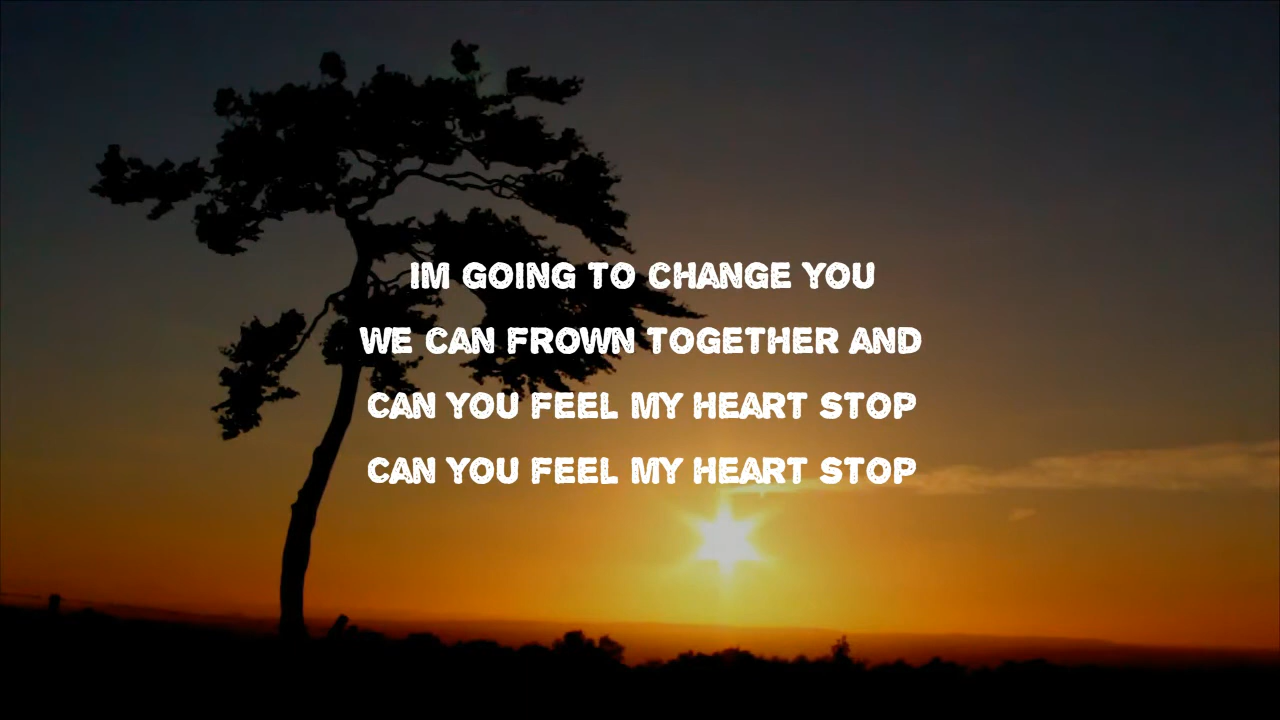 IM GOING TO CHANGE YOU
WE CAN FROWN TOGETHER AND
CAN YOU FEEL MY HEART STOP
CAN YOU FEEL MY HEART STOP